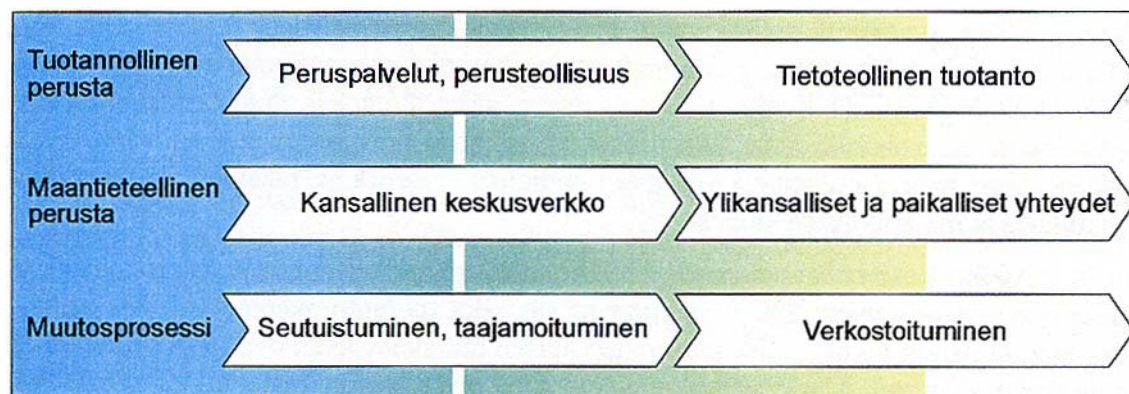 Tuotannollinen
perusta
Peruspalvelut, perusteollisuus
Tietoteollinen tuotanto
Maantieteellinen
perusta
Kansallinen keskusverkko
Ylikansalliset ja paikalliset yhteydet
Muutosprosessi
Seutuistuminen, taajamoituminen
Verkostoituminen